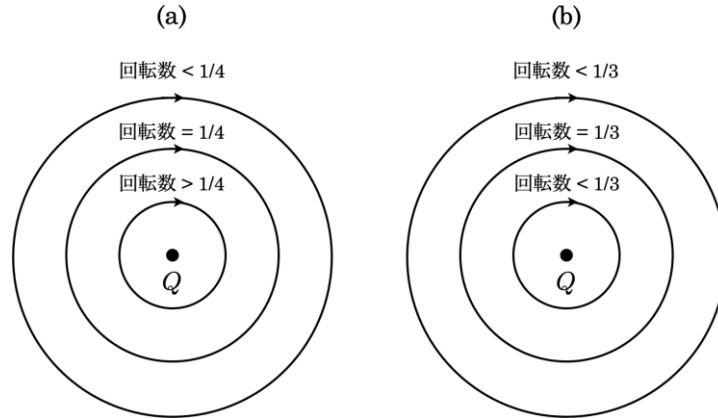 (a)
回転数 < 1/4
回転数 = 1/4
回転数 > 1/4
Q
(b)
回転数 < 1/3
回転数 = 1/3
回転数 < 1/3
Q